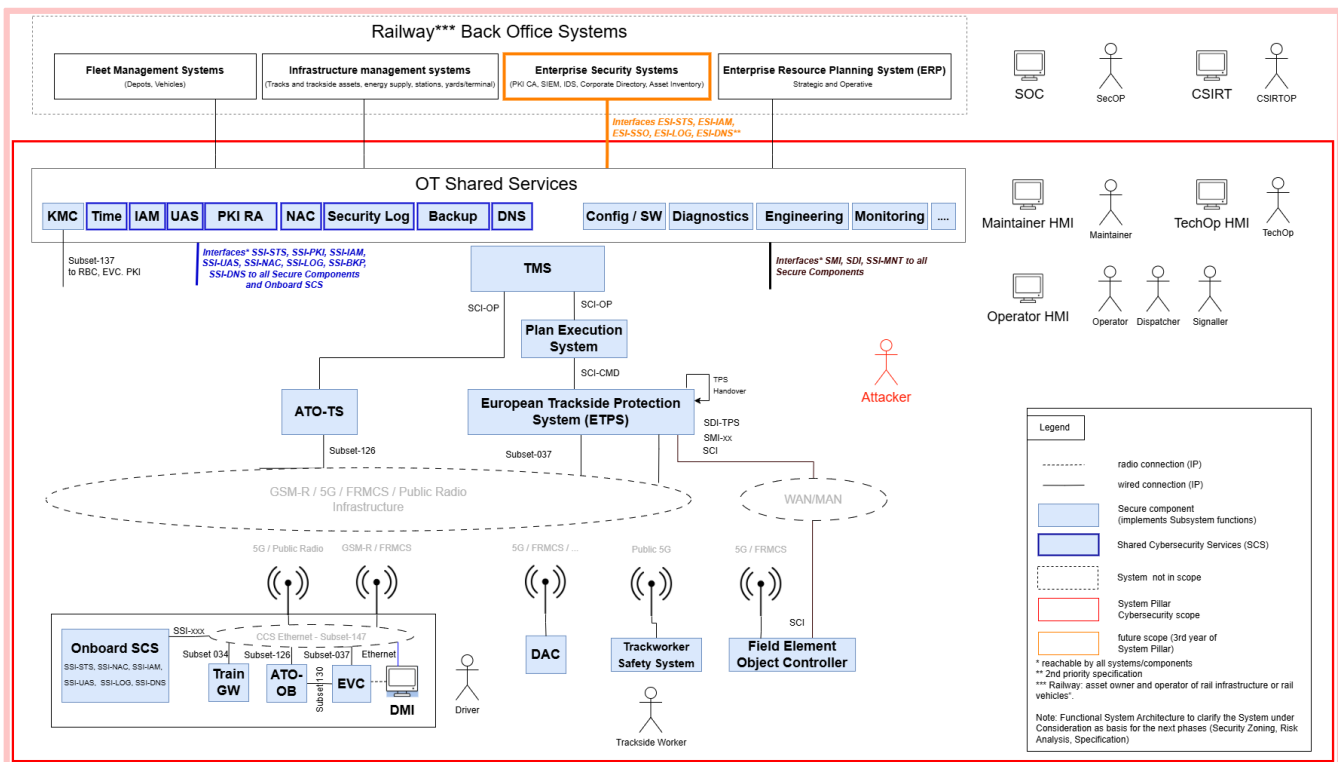 Railway*** Back Office Systems
Fleet Management Systems
(Depots, Vehicles)
Infrastructure management systems
(Tracks and trackside assets, energy supply, stations, yards/terminal)
Enterprise Security Systems
(PKI CA, SIEM, IDS, Corporate Directory, Asset Inventory)
Enterprise Resource Planning System (ERP)
Strategic and Operative
SOC
SecOP
CSIRT
CSIRTOP
Interfaces ESI-STS, ESI-IAM,
ESI-SSO, ESI-LOG, ESI-DNS**
OT Shared Services
KMC
Time
IAM
UAS
PKI RA
NAC
Security Log
Backup
DNS
Config / SW
Diagnostics
Engineering
Monitoring
....
Maintainer HMI
Maintainer
TechOp HMI
TechOp
Subset-137
to RBC, EVC. PKI
Interfaces* SSI-STS, SSI-PKI, SSI-IAM,
SSI-UAS, SSI-NAC, SSI-LOG, SSI-BKP,
SSI-DNS to all Secure Components
and Onboard SCS
TMS
Interfaces* SMI, SDI, SSI-MNT to all
Secure Components
Operator HMI
Operator
Dispatcher
Signaller
SCI-OP
SCI-OP
Plan Execution
System
SCI-CMD
Attacker
ATO-TS
European Trackside Protection
System (ETPS)
TPS
Handover
SDI-TPS
SMI-xx
SCI
Subset-126
Subset-037
GSM-R / 5G / FRMCS / Public Radio
Infrastructure
WAN/MAN
5G / Public Radio
GSM-R / FRMCS
5G / FRMCS / ...
Public 5G
5G / FRMCS
SCI
Onboard SCS
SSI-STS, SSI-NAC, SSI-IAM,
SSI-UAS, SSI-LOG, SSI-DNS
SSI-xxx
CCS Ethernet - Subset-147
Subset 034
Subset-126
Subset-037
Ethernet
Train
GW
ATO-
OB
Subset-130
EVC
DMI
Driver
DAC
Trackworker
Safety System
Field Element
Object Controller
Trackside Worker
Legend
radio connection (IP)
wired connection (IP)
Secure component
(implements Subsystem functions)
Shared Cybersecurity Services (SCS)
System not in scope
System Pillar
Cybersecurity scope
future scope (3rd year of
System Pillar)
* reachable by all systems/components
** 2nd priority specification
*** Railway: asset owner and operator of rail infrastructure or rail
vehicles".
Note: Functional System Architecture to clarify the System under
Consideration as basis for the next phases (Security Zoning, Risk
Analysis, Specification)